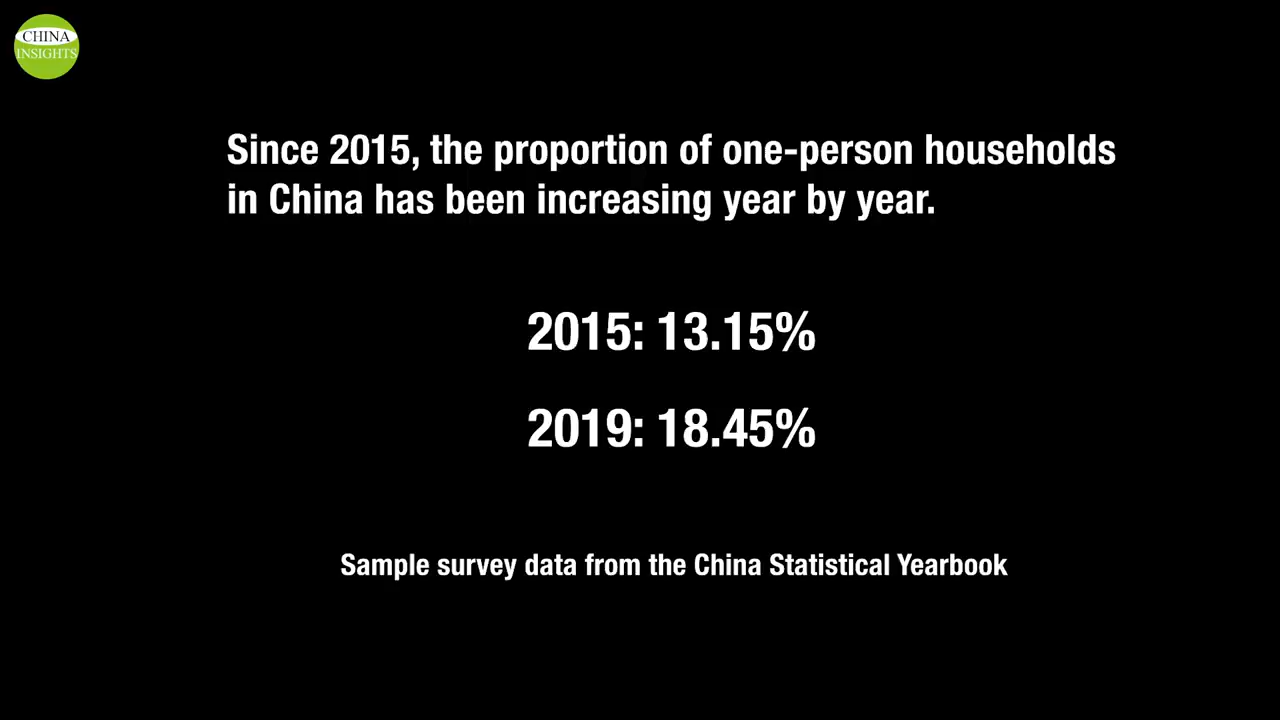 CHINA
INSIGHTS
Since 2015, the proportion of one-person households
in China has been increasing year by year.
2015: 13.15%
2019: 18.45%
Sample survey data from the China Statistical Yearbook